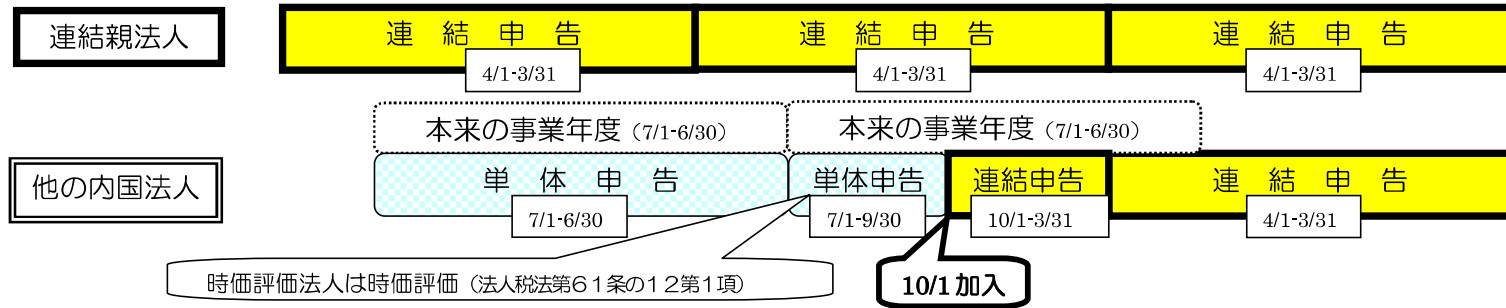 連結親法人
連結申告
連結申告
連結申告
4/1-3/31
4/1-3/31
4/1-3/31
本来の事業年度（7/1-6/30）
本来の事業年度（7/1-6/30）
他の内国法人
単体申告
単体申告
連結申告
連結申告
7/1-6/30
7/1-9/30
10/1-3/31
4/1-3/31
時価評価法人は時価評価（法人税法第６１条の１２第１項）
10/1加入